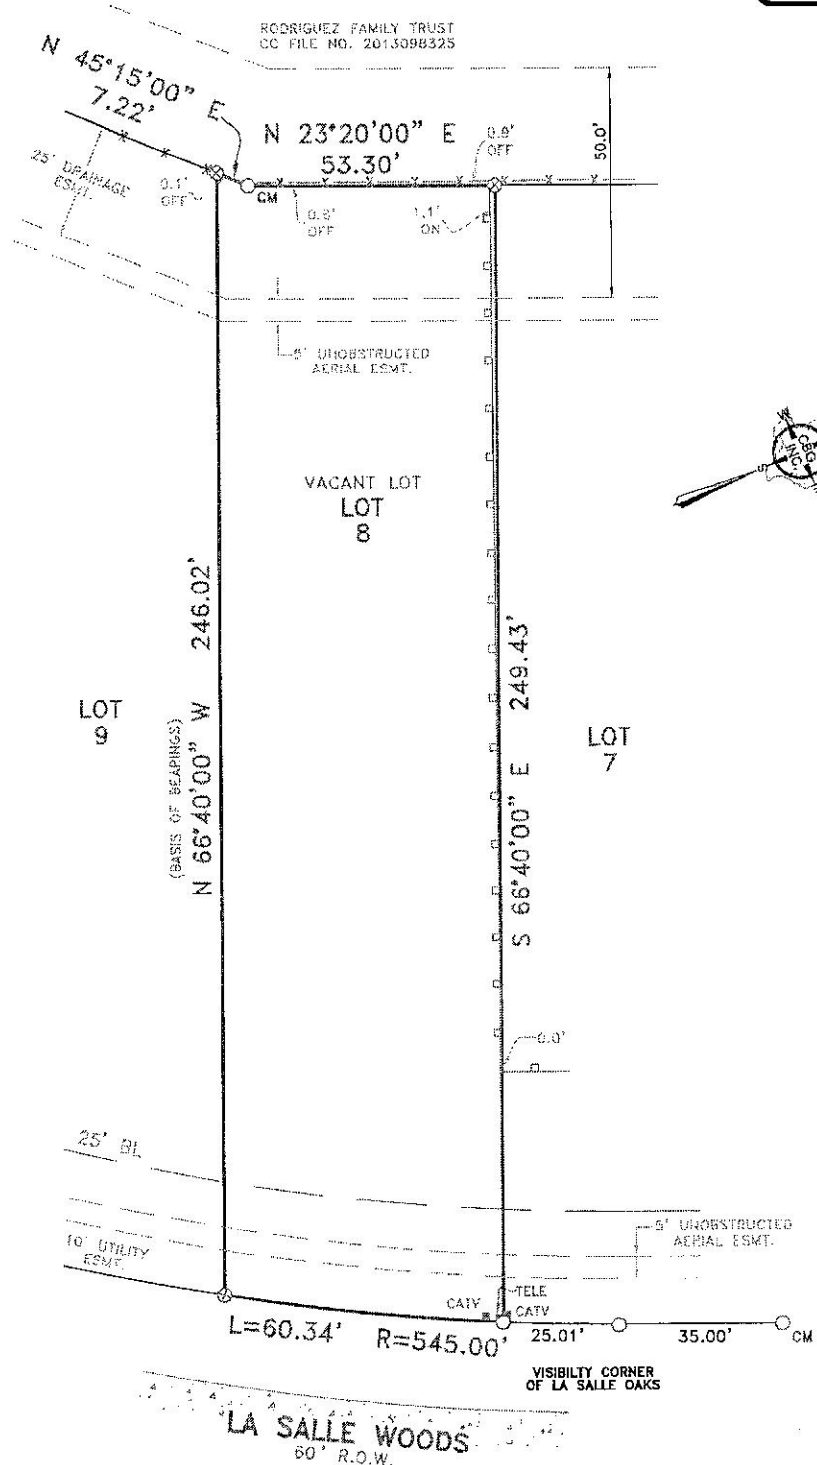 RODRIGUEZ FAMILY TRUST
CC FILE NO. 2013098325
N 45°15'00" E
7.22'
N 23°20'00" E
53.30'
0.9'
OFF
50.0'
25' DRAINAGE
ESMT.
0.1'
OFF
CM
0.8'
OFF
1.1'
ON
5' UNOBSTRUCTED
AERIAL ESMT.
VACANT LOT
LOT
8
S
CBG
INC.
N 66°40'00" W 246.02'
(BASIS OF BEARINGS)
S 66°40'00" E 249.43'
LOT
9
LOT
7
0.0'
25' BL
10' UTILITY
ESMT.
5' UNOBSTRUCTED
AERIAL ESMT.
TELE
CATV
CATV
L=60.34' R=545.00'
25.01'
35.00'
CM
VISIBILTY CORNER
OF LA SALLE OAKS
LA SALLE WOODS
60' R.O.W.